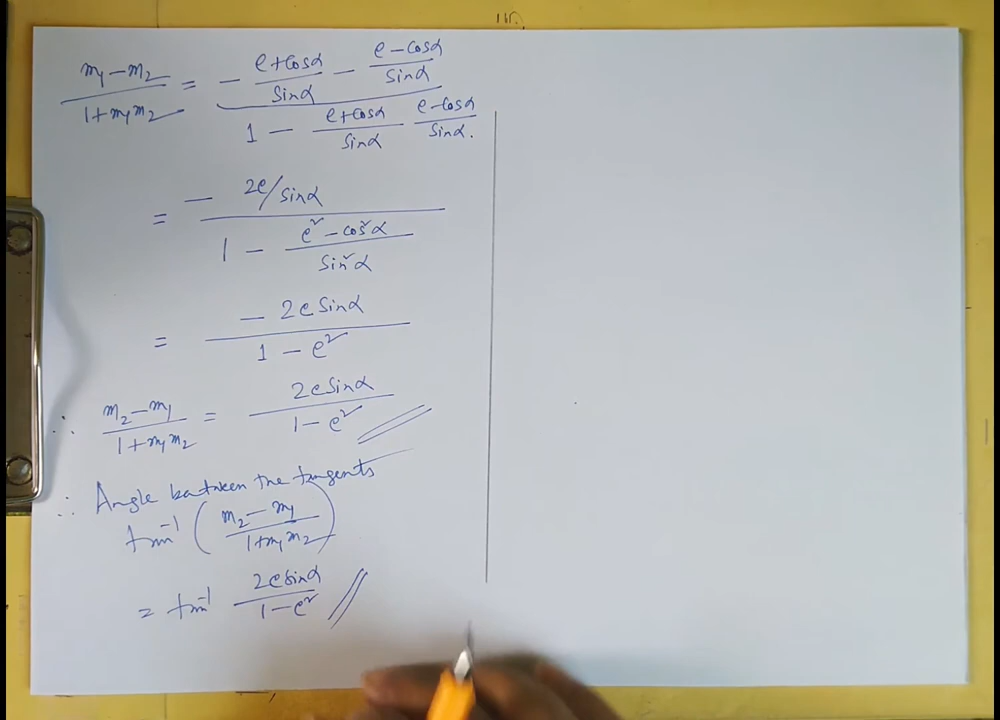 m₁ – m₂ / 1 + m₁m₂ = – (e + cosα)/sinα – (e – cosα)/sinα / 1 – (e + cosα)/sinα (e – cosα)/sinα.
= – 2e/sinα / 1 – (e² – cos²α)/sin²α
= – 2e sinα / 1 – e²
∴ m₂ – m₁ / 1 + m₁m₂ = 2e sinα / 1 – e²
∴ Angle between the tangents
tan⁻¹ ( m₂ – m₁ / 1 + m₁m₂ )
= tan⁻¹ 2e sinα / 1 – e²